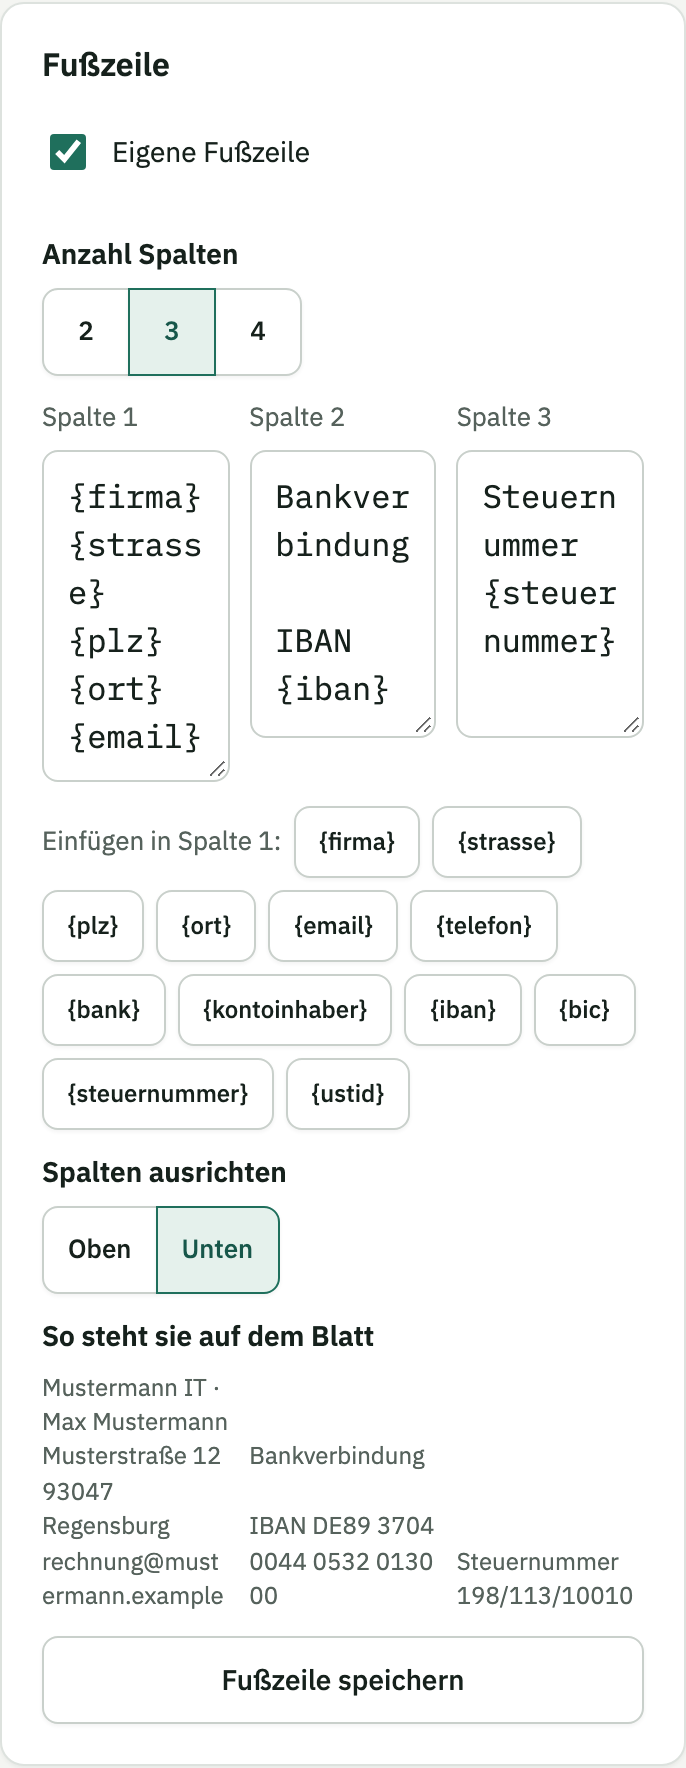 Fußzeile
Eigene Fußzeile
Anzahl Spalten
2 3 4
Spalte 1
{firma}
{strass
e}
{plz}
{ort}
{email}
Spalte 2
Bankver
bindung
IBAN
{iban}
Spalte 3
Steuern
ummer
{steuer
nummer}
Einfügen in Spalte 1: {firma} {strasse}
{plz} {ort} {email} {telefon}
{bank} {kontoinhaber} {iban} {bic}
{steuernummer} {ustid}
Spalten ausrichten
Oben Unten
So steht sie auf dem Blatt
Mustermann IT ·
Max Mustermann
Musterstraße 12
93047
Regensburg
rechnung@must
ermann.example
Bankverbindung
IBAN DE89 3704
0044 0532 0130
00
Steuernummer
198/113/10010
Fußzeile speichern